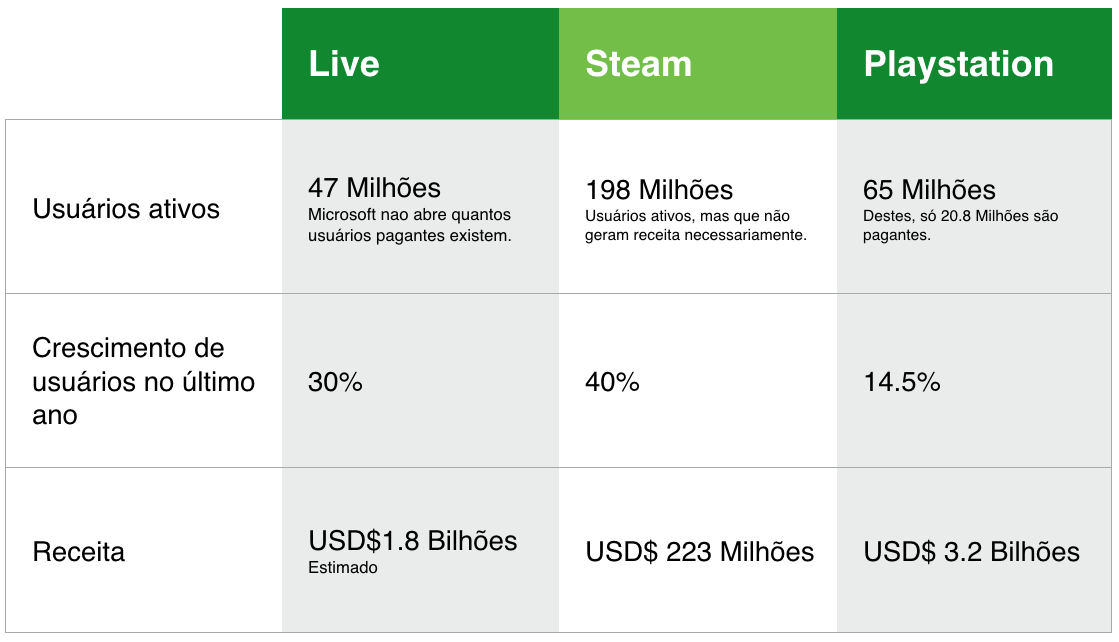 Live
Steam
Playstation
Usuários ativos
47 Milhões
Microsoft nao abre quantos
usuários pagantes existem.
198 Milhões
Usuários ativos, mas que não
geram receita necessariamente.
65 Milhões
Destes, só 20.8 Milhões são
pagantes.
Crescimento de
usuários no último
ano
30%
40%
14.5%
Receita
USD$1.8 Bilhões
Estimado
USD$ 223 Milhões
USD$ 3.2 Bilhões